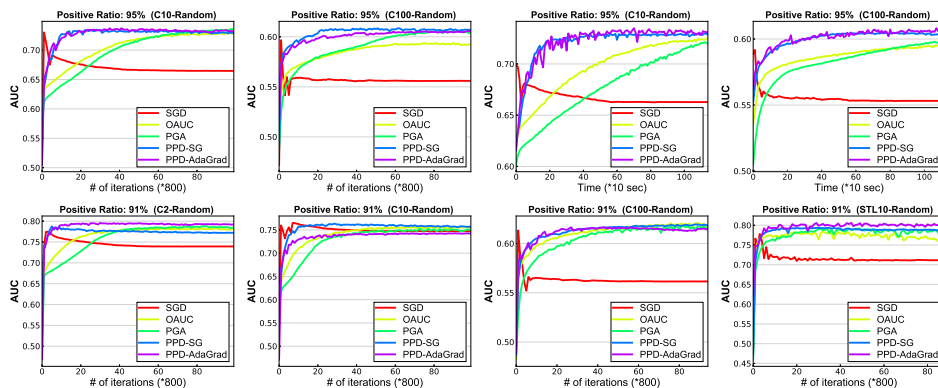 Positive Ratio: 95% (C10-Random)
AUC
0.75
0.70
0.65
0.60
0.55
0.50
SGD
OAUC
PGA
PPD-SG
PPD-AdaGrad
0 20 40 60 80
# of iterations (*800)
Positive Ratio: 95% (C100-Random)
AUC
0.60
0.55
0.50
SGD
OAUC
PGA
PPD-SG
PPD-AdaGrad
0 20 40 60 80
# of iterations (*800)
Positive Ratio: 95% (C10-Random)
AUC
0.70
0.65
0.60
SGD
OAUC
PGA
PPD-SG
PPD-AdaGrad
0 20 40 60 80 100
Time (*10 sec)
Positive Ratio: 95% (C100-Random)
AUC
0.60
0.55
0.50
SGD
OAUC
PGA
PPD-SG
PPD-AdaGrad
0 20 40 60 80 100
Time (*10 sec)
Positive Ratio: 91% (C2-Random)
AUC
0.80
0.75
0.70
0.65
0.60
0.55
0.50
SGD
OAUC
PGA
PPD-SG
PPD-AdaGrad
0 20 40 60 80
# of iterations (*800)
Positive Ratio: 91% (C10-Random)
AUC
0.75
0.70
0.65
0.60
0.55
0.50
SGD
OAUC
PGA
PPD-SG
PPD-AdaGrad
0 20 40 60 80
# of iterations (*800)
Positive Ratio: 91% (C100-Random)
AUC
0.60
0.55
0.50
SGD
OAUC
PGA
PPD-SG
PPD-AdaGrad
0 20 40 60 80
# of iterations (*800)
Positive Ratio: 91% (STL10-Random)
AUC
0.80
0.75
0.70
0.65
0.60
0.55
0.50
0.45
SGD
OAUC
PGA
PPD-SG
PPD-AdaGrad
0 20 40 60 80
# of iterations (*800)